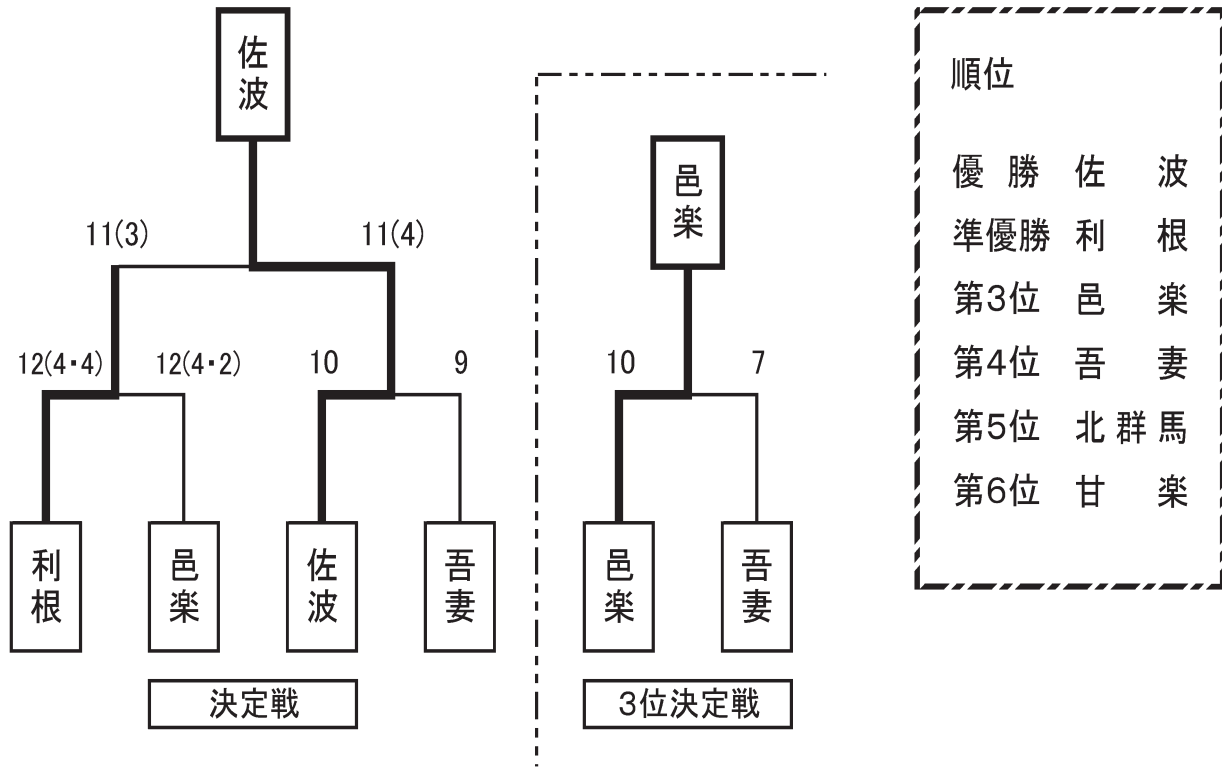 佐波
11(3) 11(4)
12(4・4) 12(4・2) 10 9
利根 邑楽 佐波 吾妻
決定戦
邑楽
10 7
邑楽 吾妻
3位決定戦
順位
優勝 佐波
準優勝 利根
第3位 邑楽
第4位 吾妻
第5位 北群馬
第6位 甘楽